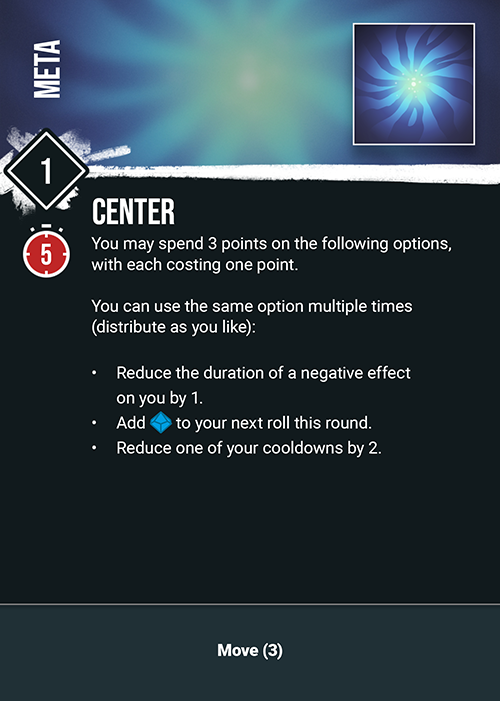 META
1
CENTER
5
You may spend 3 points on the following options,
with each costing one point.
You can use the same option multiple times
(distribute as you like):
• Reduce the duration of a negative effect
on you by 1.
• Add to your next roll this round.
• Reduce one of your cooldowns by 2.
Move (3)